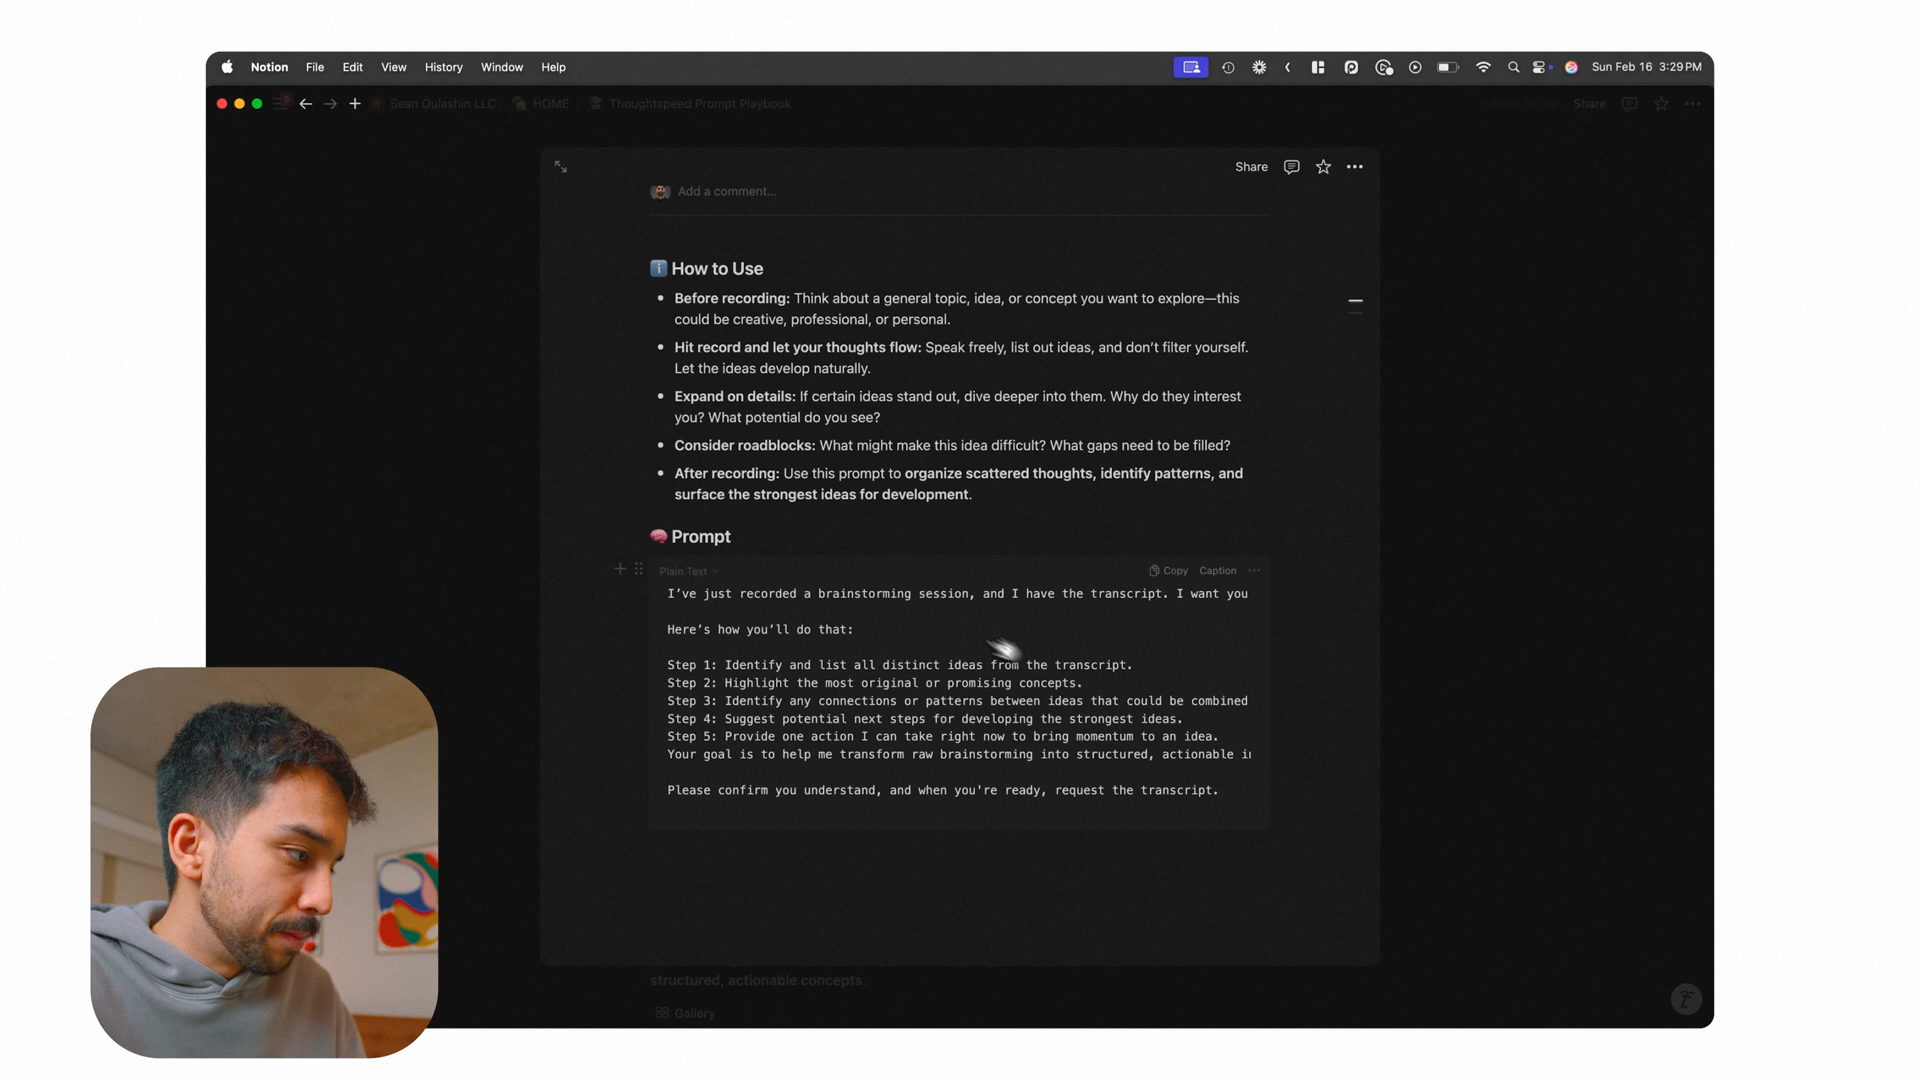 Notion File Edit View History Window Help Sun Feb 16 3:29 PM
Sean Oulashin LLC / HOME / Thoughtspeed Prompt Playbook Share
Share
Add a comment...
How to Use
• Before recording: Think about a general topic, idea, or concept you want to explore—this
could be creative, professional, or personal.
• Hit record and let your thoughts flow: Speak freely, list out ideas, and don’t filter yourself.
Let the ideas develop naturally.
• Expand on details: If certain ideas stand out, dive deeper into them. Why do they interest
you? What potential do you see?
• Consider roadblocks: What might make this idea difficult? What gaps need to be filled?
• After recording: Use this prompt to organize scattered thoughts, identify patterns, and
surface the strongest ideas for development.
Prompt
Plain Text Copy Caption
I’ve just recorded a brainstorming session, and I have the transcript. I want you
Here’s how you’ll do that:
Step 1: Identify and list all distinct ideas from the transcript.
Step 2: Highlight the most original or promising concepts.
Step 3: Identify any connections or patterns between ideas that could be combined
Step 4: Suggest potential next steps for developing the strongest ideas.
Step 5: Provide one action I can take right now to bring momentum to an idea.
Your goal is to help me transform raw brainstorming into structured, actionable
Please confirm you understand, and when you're ready, request the transcript.
structured, actionable concepts.
Gallery